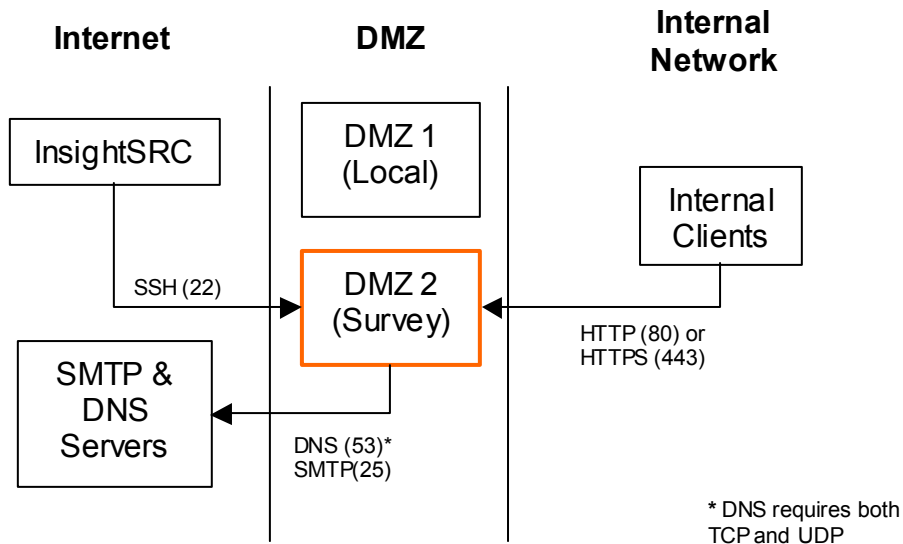 Internet
DMZ
Internal
Network
InsightSRC
DMZ 1
(Local)
Internal
Clients
SSH (22)
DMZ 2
(Survey)
HTTP (80) or
HTTPS (443)
SMTP &
DNS
Servers
DNS (53)*
SMTP(25)
* DNS requires both
TCP and UDP